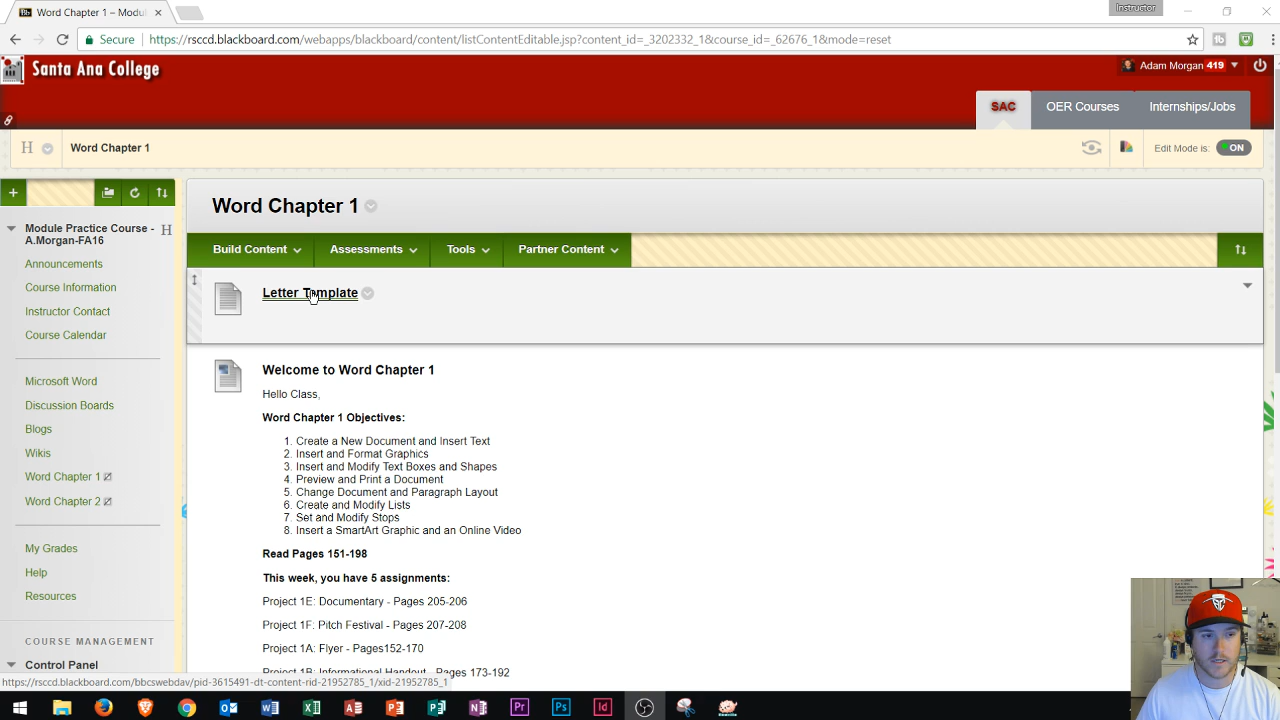 Word Chapter 1 – Modu
Instructor
Secure
https://rsccd.blackboard.com/webapps/blackboard/content/listContentEditable.jsp?content_id=_3202332_1&course_id=_62676_1&mode=reset
Santa Ana College
Adam Morgan 419
SAC
OER Courses
Internships/Jobs
H
Word Chapter 1
Edit Mode is: ON
Word Chapter 1
Module Practice Course -
A.Morgan-FA16
H
Announcements
Course Information
Instructor Contact
Course Calendar
Microsoft Word
Discussion Boards
Blogs
Wikis
Word Chapter 1
Word Chapter 2
My Grades
Help
Resources
COURSE MANAGEMENT
Control Panel
Build Content
Assessments
Tools
Partner Content
Letter Template
Welcome to Word Chapter 1
Hello Class,
Word Chapter 1 Objectives:
1. Create a New Document and Insert Text
2. Insert and Format Graphics
3. Insert and Modify Text Boxes and Shapes
4. Preview and Print a Document
5. Change Document and Paragraph Layout
6. Create and Modify Lists
7. Set and Modify Stops
8. Insert a SmartArt Graphic and an Online Video
Read Pages 151-198
This week, you have 5 assignments:
Project 1E: Documentary - Pages 205-206
Project 1F: Pitch Festival - Pages 207-208
Project 1A: Flyer - Pages152-170
Project 1B: Informational Handout - Pages 173-192
https://rsccd.blackboard.com/bbcswebdav/pid-3615491-dt-content-rid-21952785_1/xid-21952785_1